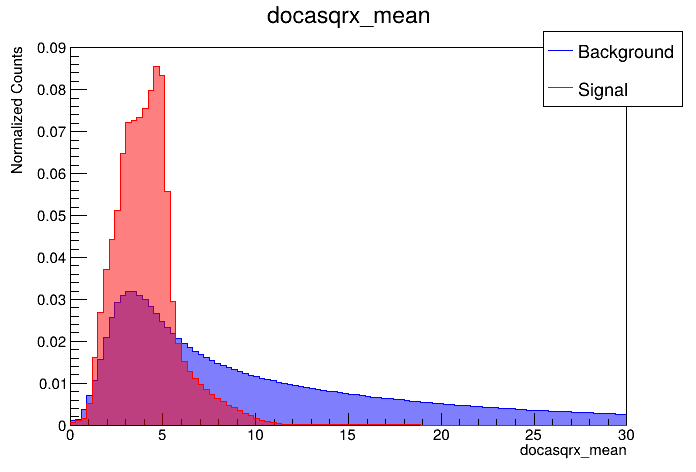 docasqrx_mean
Normalized Counts
Background
Signal
0.09
0.08
0.07
0.06
0.05
0.04
0.03
0.02
0.01
0
0 5 10 15 20 25 30
docasqrx_mean